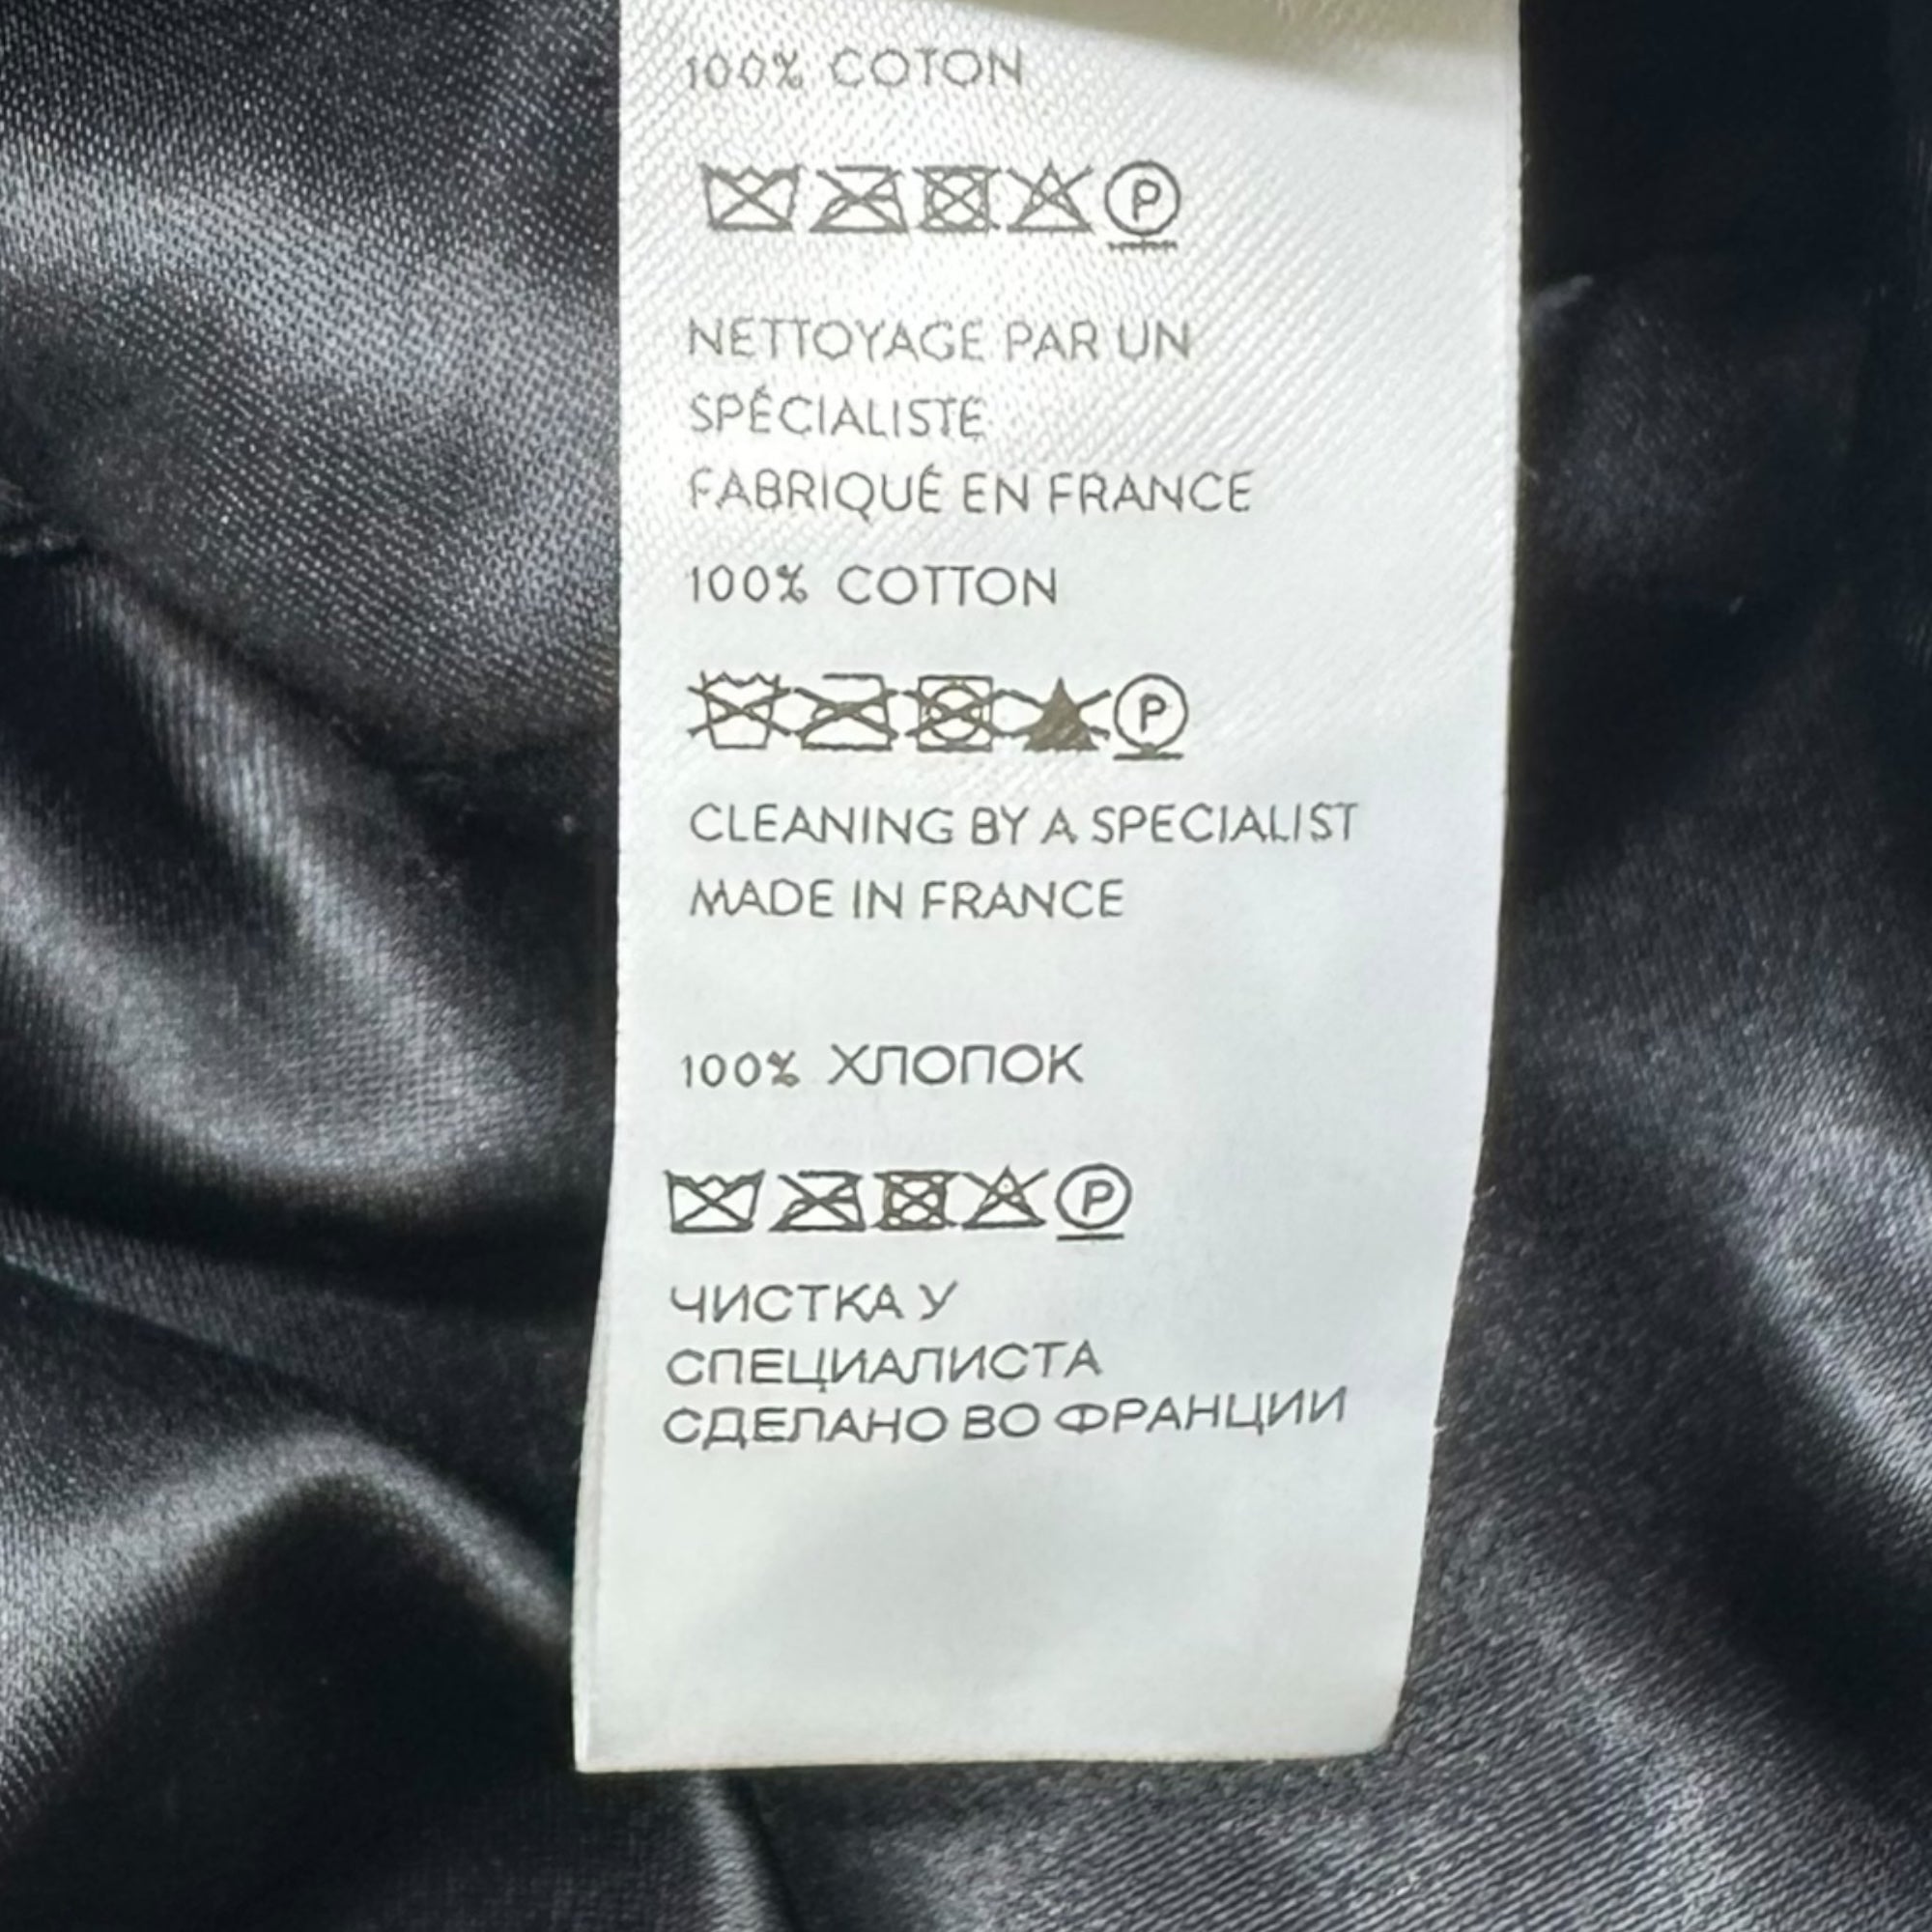 100% COTON
P
NETTOYAGE PAR UN
SPÉCIALISTE
FABRIQUÉ EN FRANCE
100% COTTON
P
CLEANING BY A SPECIALIST
MADE IN FRANCE
100% ХЛОПОК
P
ЧИСТКА У
СПЕЦИАЛИСТА
СДЕЛАНО ВО ФРАНЦИИ